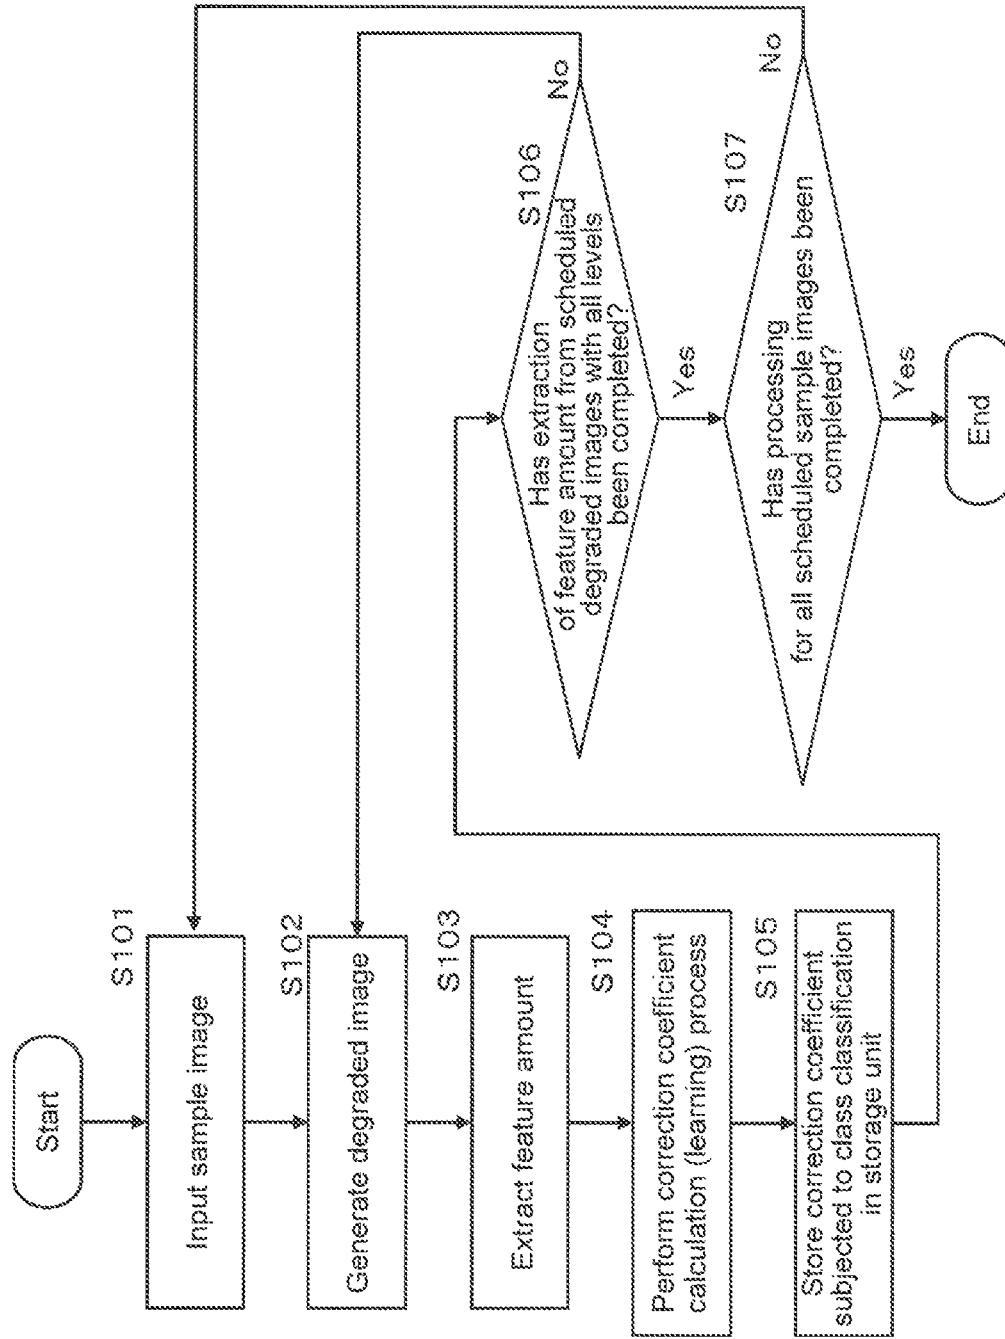 Start
S101
Input sample image
S102
Generate degraded image
S103
Extract feature amount
S104
Perform correction coefficient
calculation (learning) process
S105
Store correction coefficient
subjected to class classification
in storage unit
S106
Has extraction
of feature amount from scheduled
degraded images with all levels
been completed?
No
Yes
S107
Has processing
for all scheduled sample images been
completed?
No
Yes
End